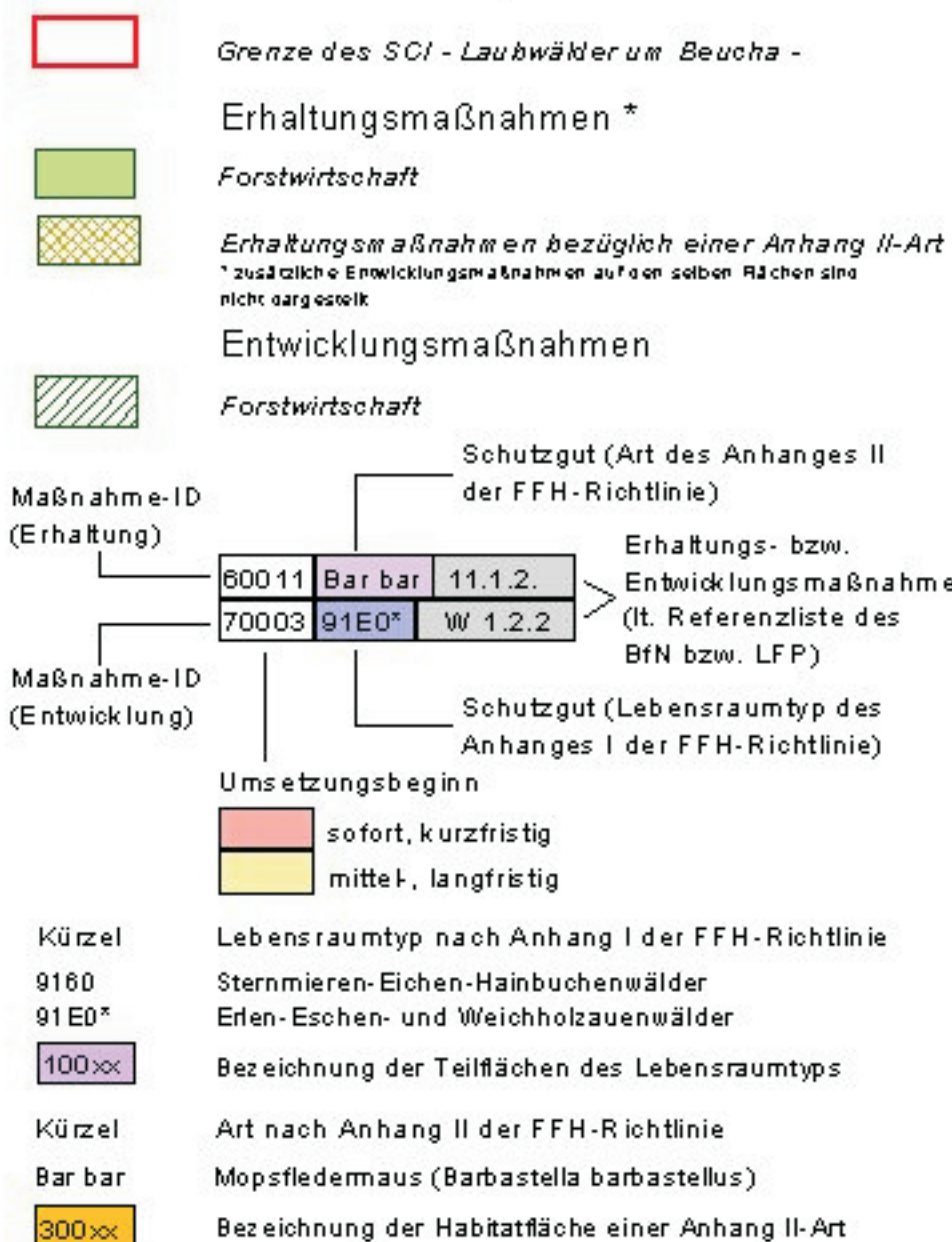 Grenze des SCI - Laubwälder um Beucha -
Erhaltungsmaßnahmen *
Forstwirtschaft
Erhaltungsmaßnahmen bezüglich einer Anhang II-Art
* zusätzliche Entwicklungsmaßnahmen auf den selben Flächen sind
nicht dargestellt
Entwicklungsmaßnahmen
Forstwirtschaft
Schutzgut (Art des Anhanges II
der FFH-Richtlinie)
Maßnahme-ID
(Erhaltung)
60011 Bar bar 11.1.2.
70003 91E0* W 1.2.2
Erhaltungs- bzw.
Entwicklungsmaßnahme
(lt. Referenzliste des
BfN bzw. LFP)
Maßnahme-ID
(Entwicklung)
Schutzgut (Lebensraumtyp des
Anhanges I der FFH-Richtlinie)
Umsetzungsbeginn
sofort, kurzfristig
mittel-, langfristig
Kürzel Lebensraumtyp nach Anhang I der FFH-Richtlinie
9160 Sternmieren-Eichen-Hainbuchenwälder
91E0* Erlen-Eschen- und Weichholzauenwälder
100xx Bezeichnung der Teilflächen des Lebensraumtyps
Kürzel Art nach Anhang II der FFH-Richtlinie
Bar bar Mopsfledermaus (Barbastella barbastellus)
300xx Bezeichnung der Habitatfläche einer Anhang II-Art